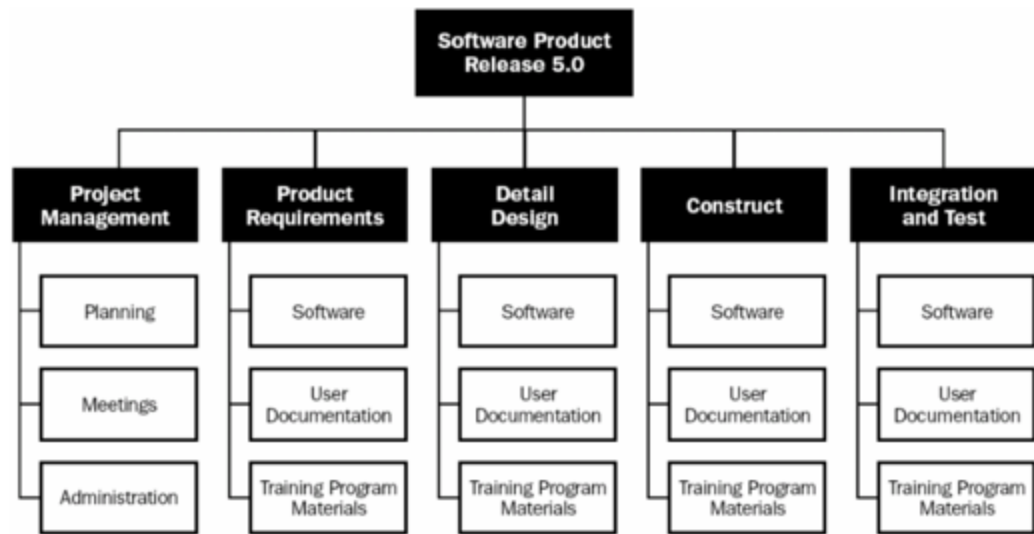 Software Product
Release 5.0
Project
Management
Product
Requirements
Detail
Design
Construct
Integration
and Test
Planning
Software
Software
Software
Software
Meetings
User
Documentation
User
Documentation
User
Documentation
User
Documentation
Administration
Training Program
Materials
Training Program
Materials
Training Program
Materials
Training Program
Materials